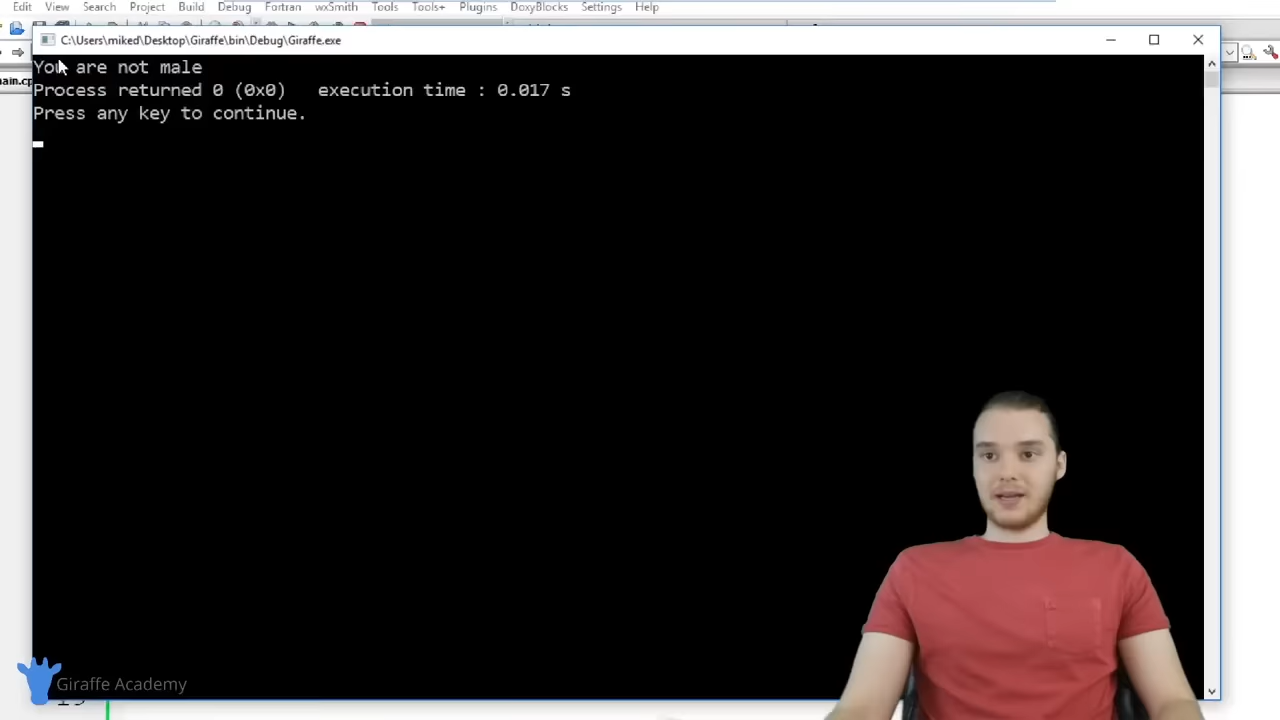 Edit View Search Project Build Debug Fortran wxSmith Tools Tools+ Plugins DoxyBlocks Settings Help
C:\Users\miked\Desktop\Giraffe\bin\Debug\Giraffe.exe
You are not male
Process returned 0 (0x0)   execution time : 0.017 s
Press any key to continue.
Giraffe Academy